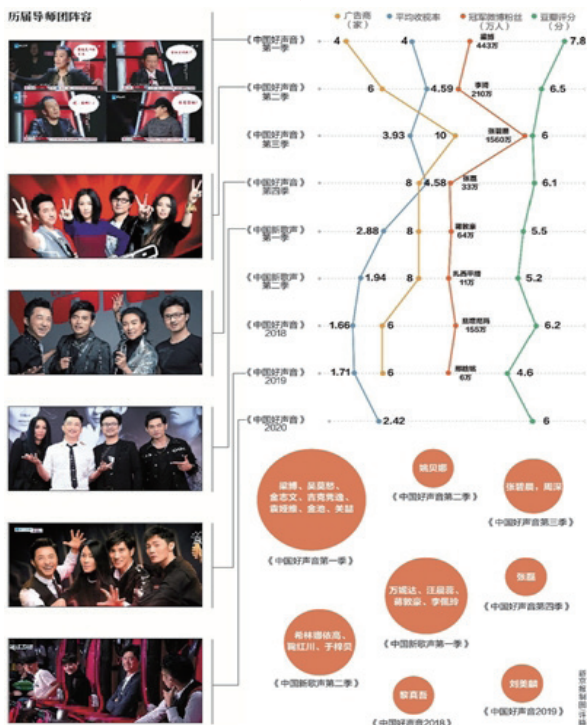 历届导师团阵容
广告商
(家)
平均收视率
冠军微博粉丝
(万人)
豆瓣评分
(分)
《中国好声音》
第一季
4
4
梁博
443万
7.8
《中国好声音》
第二季
6
4.59
李琦
210万
6.5
《中国好声音》
第三季
3.93
10
张碧晨
1560万
6
《中国好声音》
第四季
8
4.58
张磊
33万
6.1
《中国新歌声》
第一季
2.88
8
蒋敦豪
64万
5.5
《中国新歌声》
第二季
1.94
8
扎西平措
11万
5.2
《中国好声音》
2018
1.66
6
155万
6.2
《中国好声音》
2019
1.71
6
邢晗铭
6万
4.6
《中国好声音》
2020
2.42
6
梁博、吴莫愁、
金志文、吉克隽逸、
袁娅维、金池、关喆
《中国好声音第一季》
姚贝娜
《中国好声音第二季》
张碧晨、周深
《中国好声音第三季》
万妮达、汪晨蕊、
蒋敦豪、李佩玲
《中国新歌声第一季》
张磊
《中国好声音第四季》
希林娜依高、
鞠红川、于梓贝
《中国新歌声第二季》
黎真吾
《中国好声音2018》
刘美麟
《中国好声音2019》